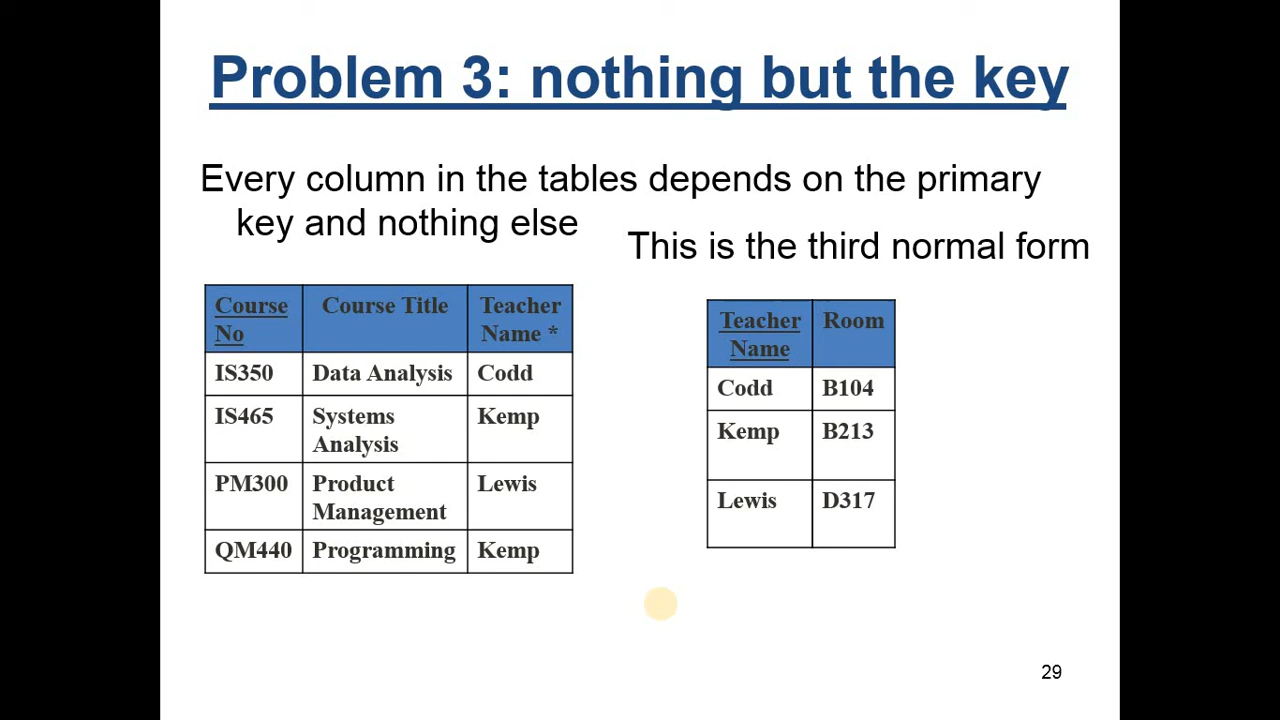 Problem 3: nothing but the key
Every column in the tables depends on the primary
key and nothing else
This is the third normal form
Course No Course Title Teacher Name *
IS350 Data Analysis Codd
IS465 Systems Analysis Kemp
PM300 Product Management Lewis
QM440 Programming Kemp
Teacher Name Room
Codd B104
Kemp B213
Lewis D317
29